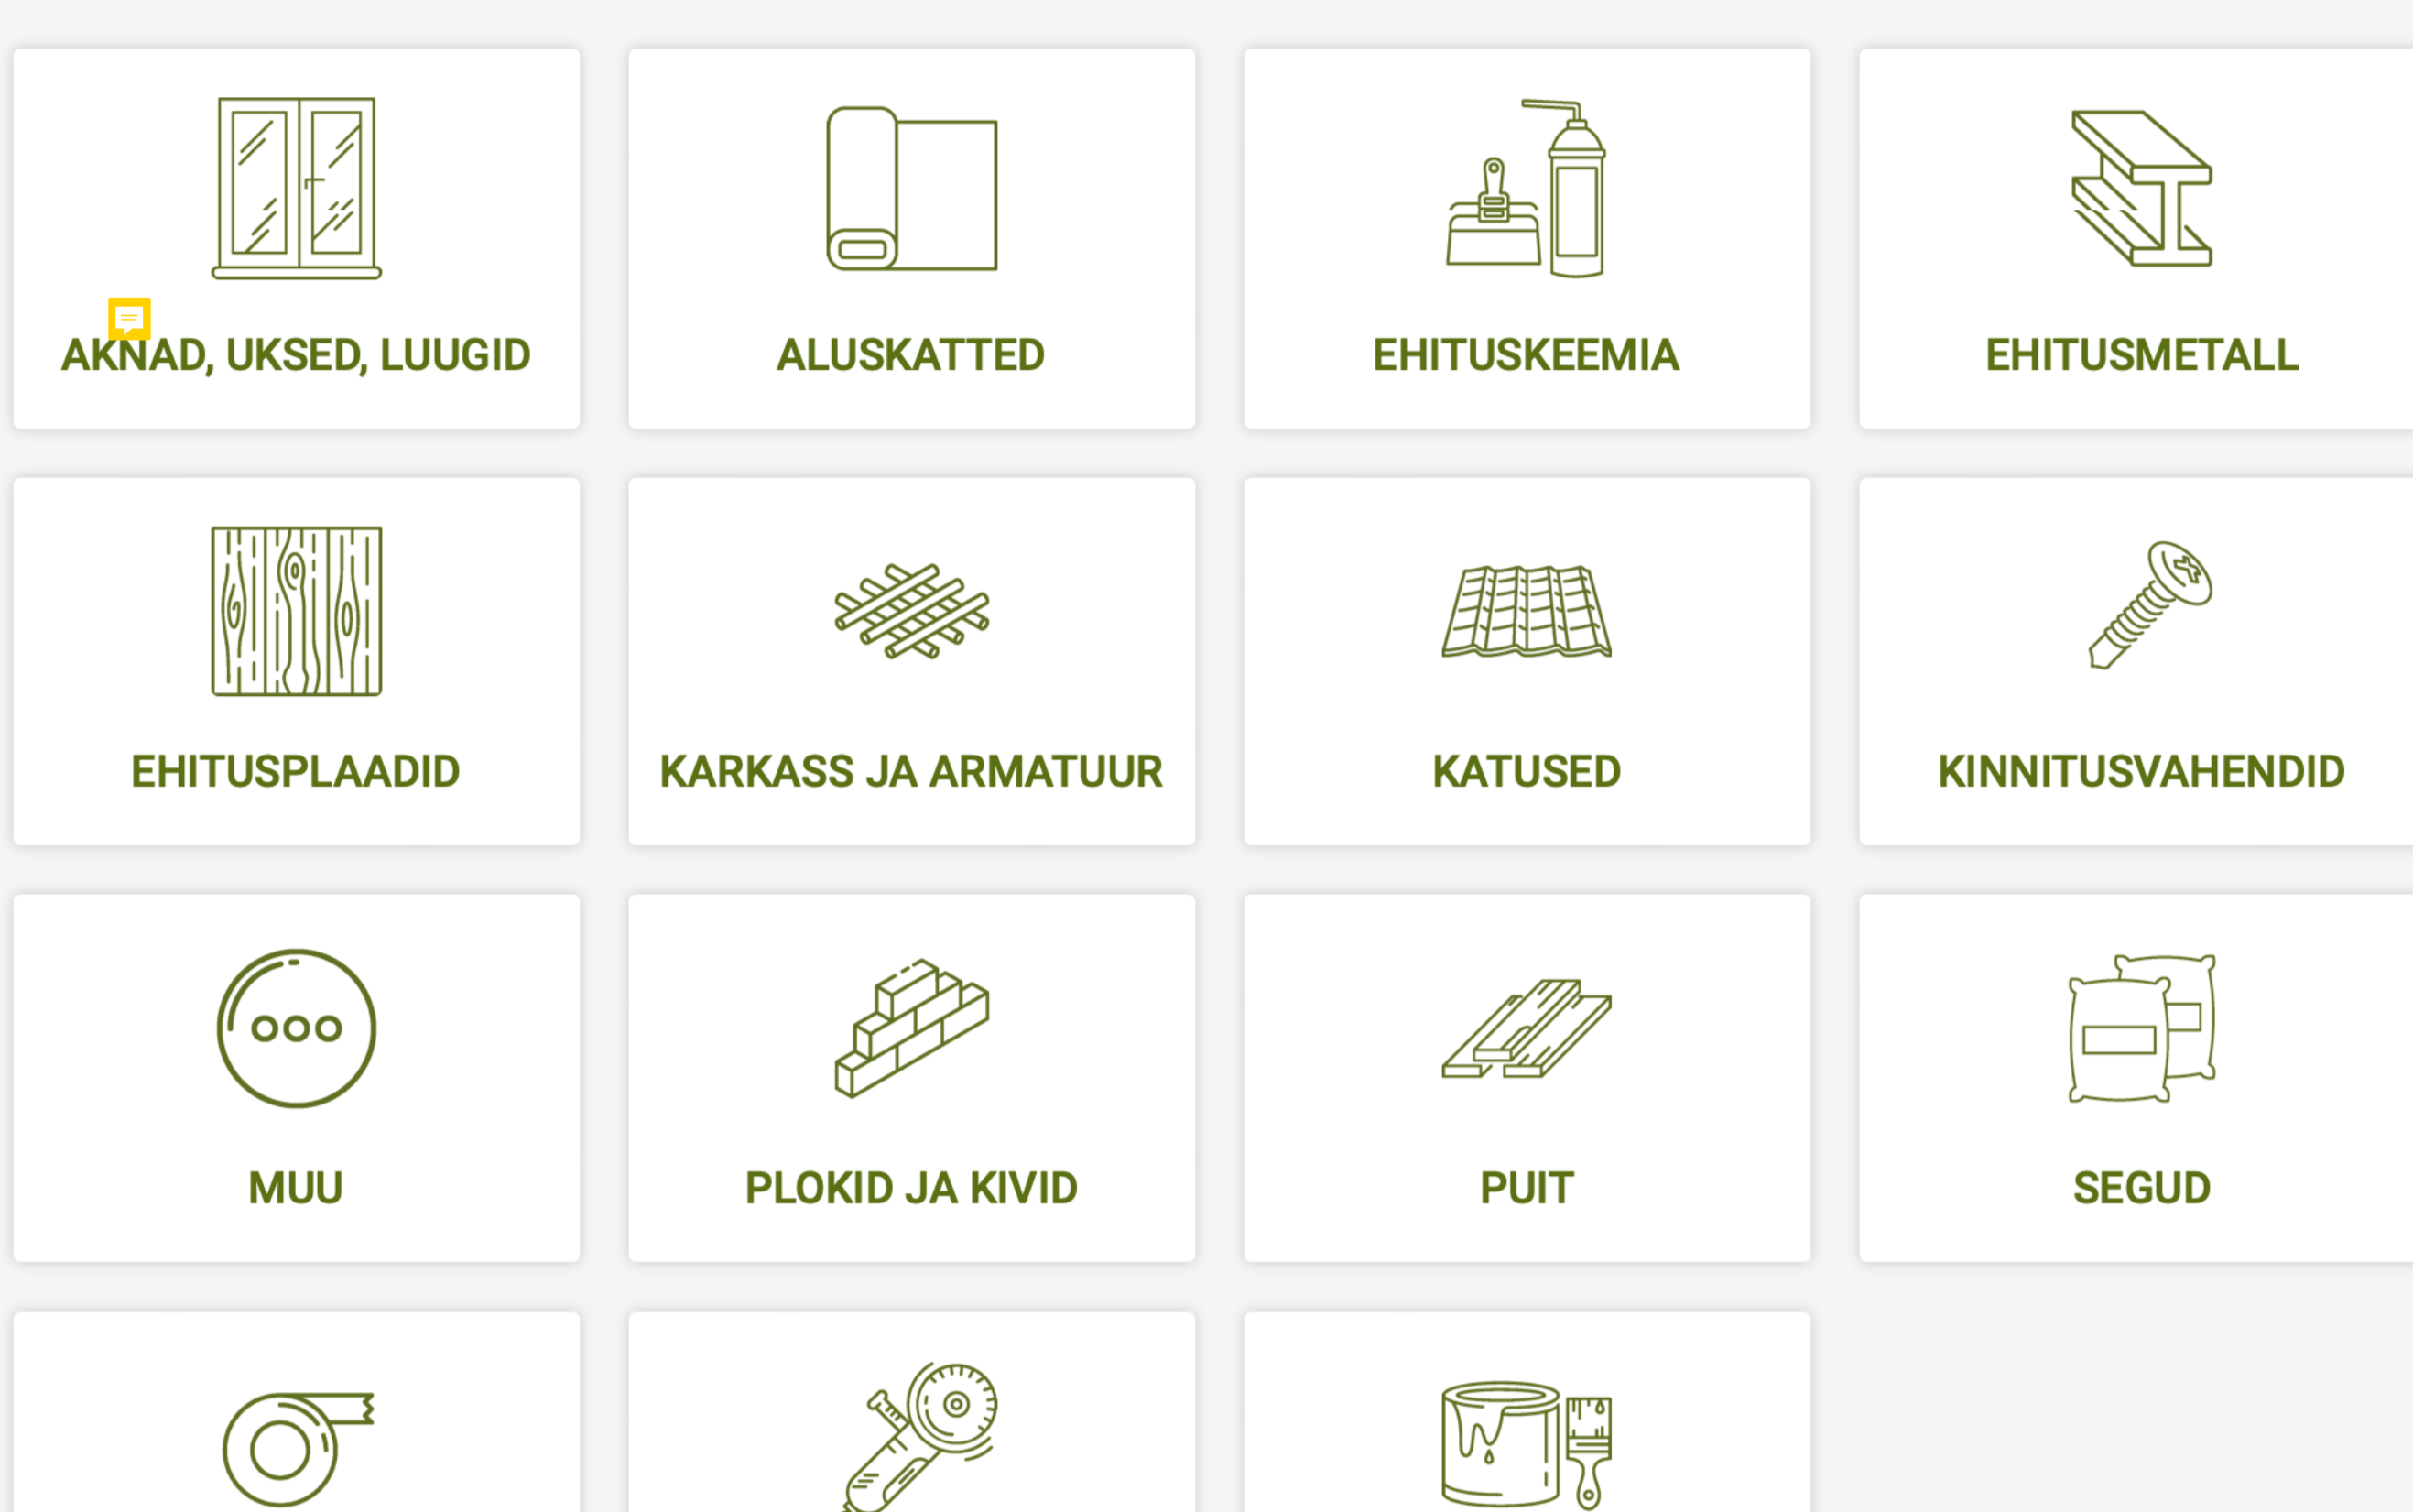 AKNAD, UKSED, LUUGID
ALUSKATTED
EHITUSKEEMIA
EHITUSMETALL
EHITUSPLAADID
KARKASS JA ARMATUUR
KATUSED
KINNITUSVAHENDID
MUU
PLOKID JA KIVID
PUIT
SEGUD